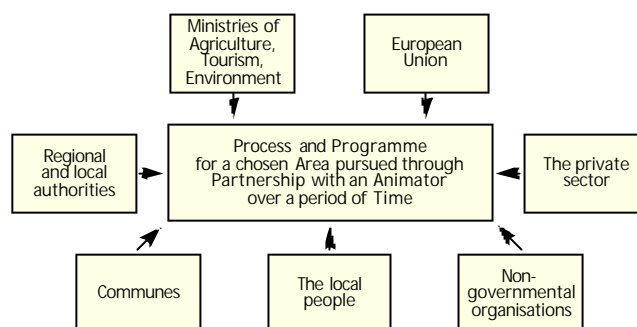 Ministries of
Agriculture,
Tourism,
Environment
European
Union
Regional
and local
authorities
Process and Programme
for a chosen Area pursued through
Partnership with an Animator
over a period of Time
The private
sector
Communes
The local
people
Non-
governmental
organisations